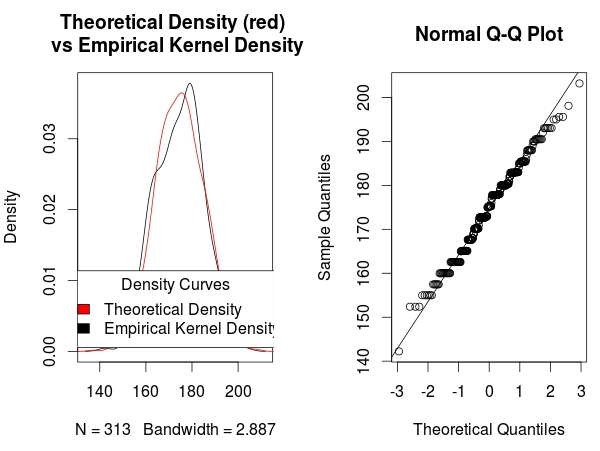 Theoretical Density (red)
vs Empirical Kernel Density
Density
0.00
0.01
0.02
0.03
Density Curves
Theoretical Density
Empirical Kernel Density
140
160
180
200
N = 313 Bandwidth = 2.887
Normal Q-Q Plot
Sample Quantiles
140
150
160
170
180
190
200
-3
-2
-1
0
1
2
3
Theoretical Quantiles